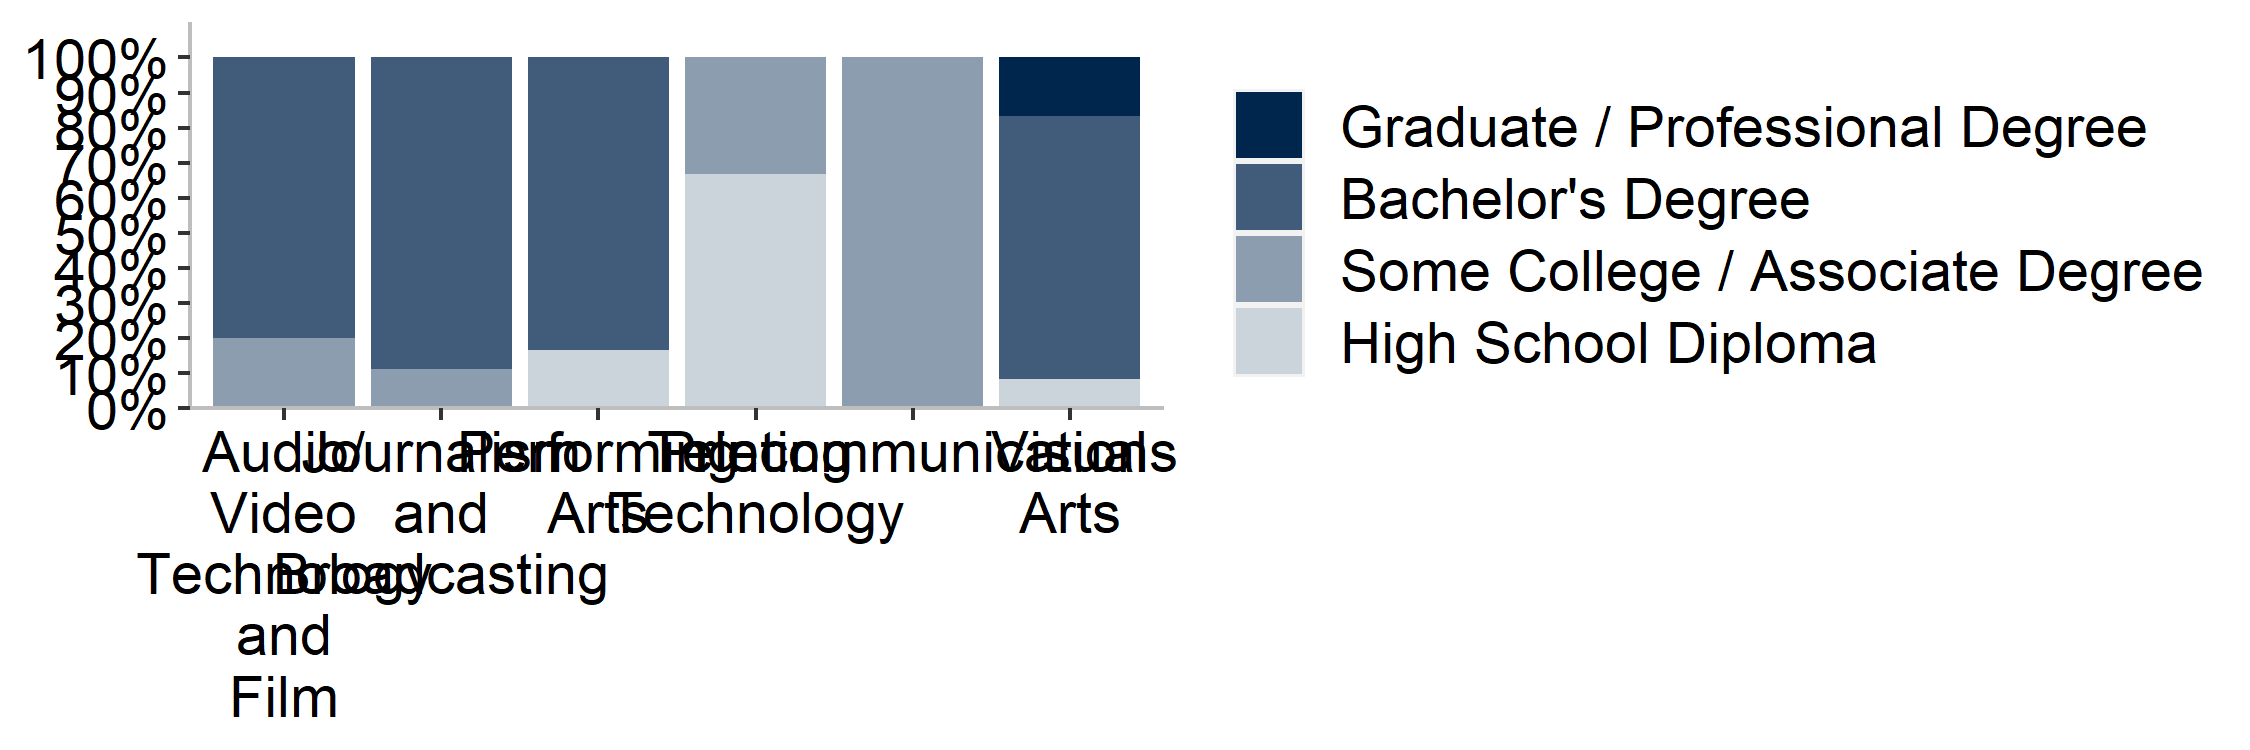 100%
90%
80%
70%
60%
50%
40%
30%
20%
10%
0%
Audio/
Video
Technology
and
Film
Journalism
and
Broadcasting
Performing
Arts
Printing
Technology
Telecommunications
Visual
Arts
Graduate / Professional Degree
Bachelor's Degree
Some College / Associate Degree
High School Diploma